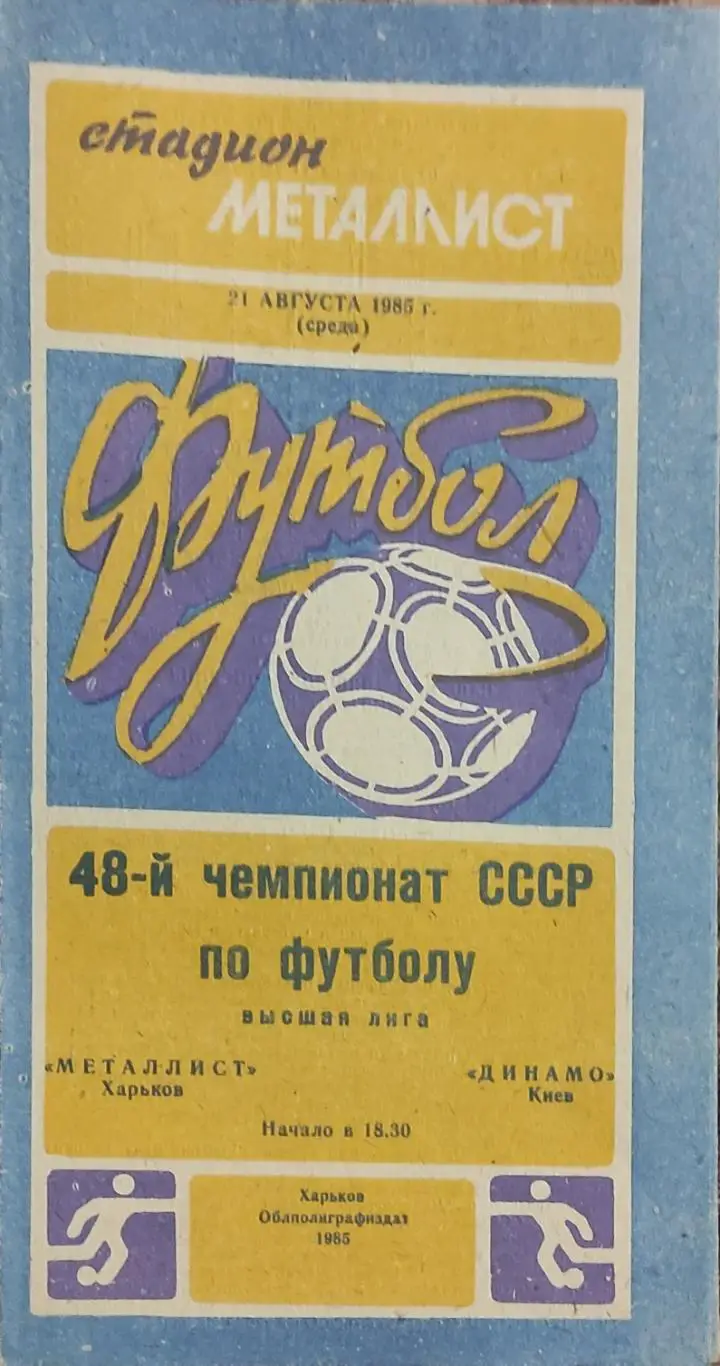 стадион
МЕТАЛЛИСТ
21 АВГУСТА 1985 г.
(среда)
Футбол
48-й чемпионат СССР
по футболу
высшая лига
«МЕТАЛЛИСТ»
Харьков
«ДИНАМО»
Киев
Начало в 18.30
Харьков
Облполиграфиздат
1985